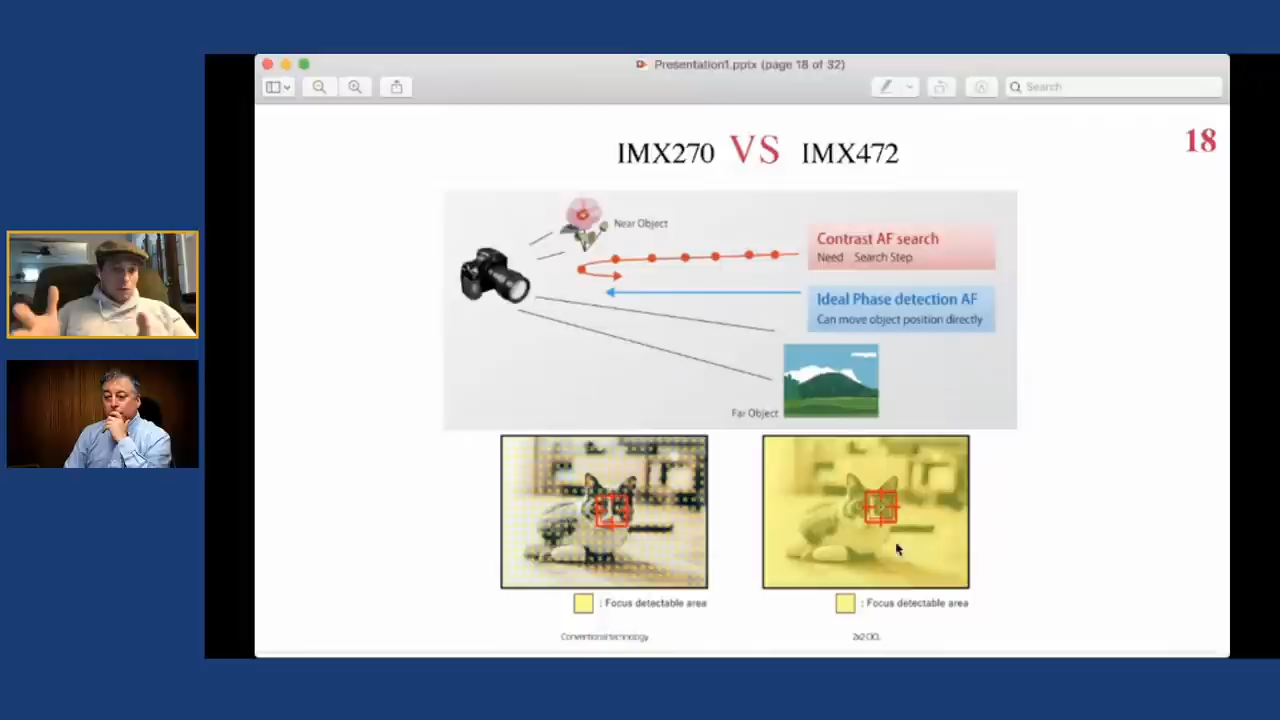 Presentation1.pptx (page 18 of 32)
Search
IMX270 VS IMX472
18
Near Object
Contrast AF search
Need Search Step
Ideal Phase detection AF
Can move object position directly
Far Object
: Focus detectable area
: Focus detectable area
Conventional technology